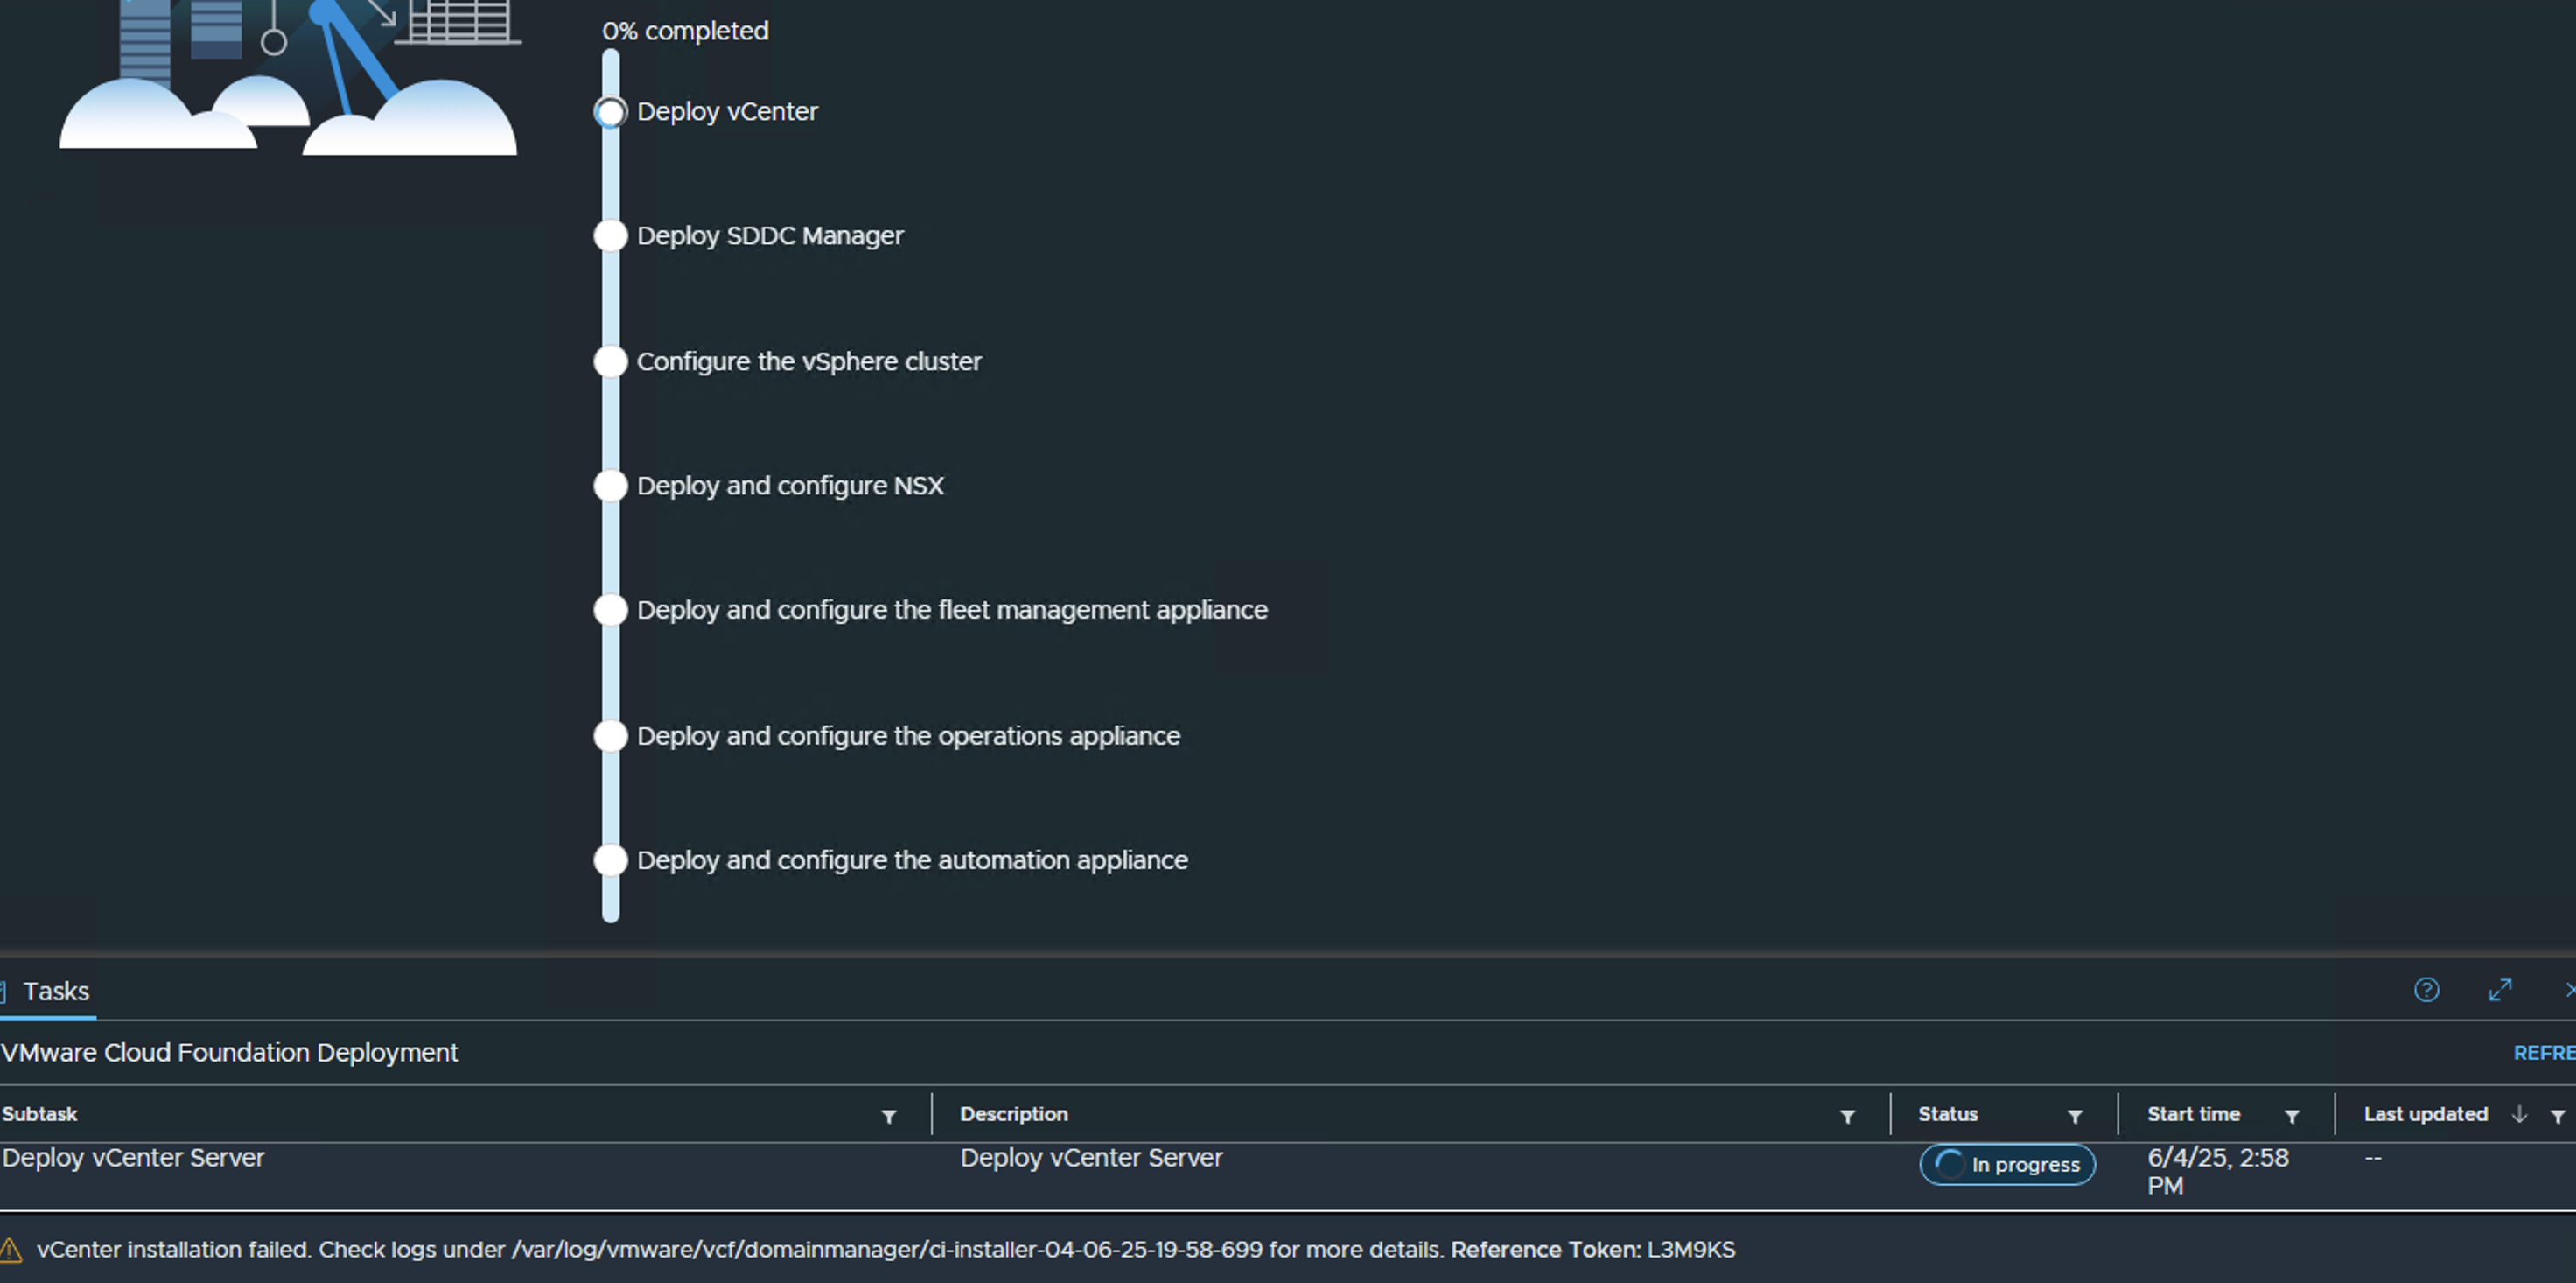 0% completed
Deploy vCenter
Deploy SDDC Manager
Configure the vSphere cluster
Deploy and configure NSX
Deploy and configure the fleet management appliance
Deploy and configure the operations appliance
Deploy and configure the automation appliance
Tasks
VMware Cloud Foundation Deployment
REFRE
Subtask Description Status Start time Last updated
Deploy vCenter Server Deploy vCenter Server In progress 6/4/25, 2:58 --
PM
vCenter installation failed. Check logs under /var/log/vmware/vcf/domainmanager/ci-installer-04-06-25-19-58-699 for more details. Reference Token: L3M9KS